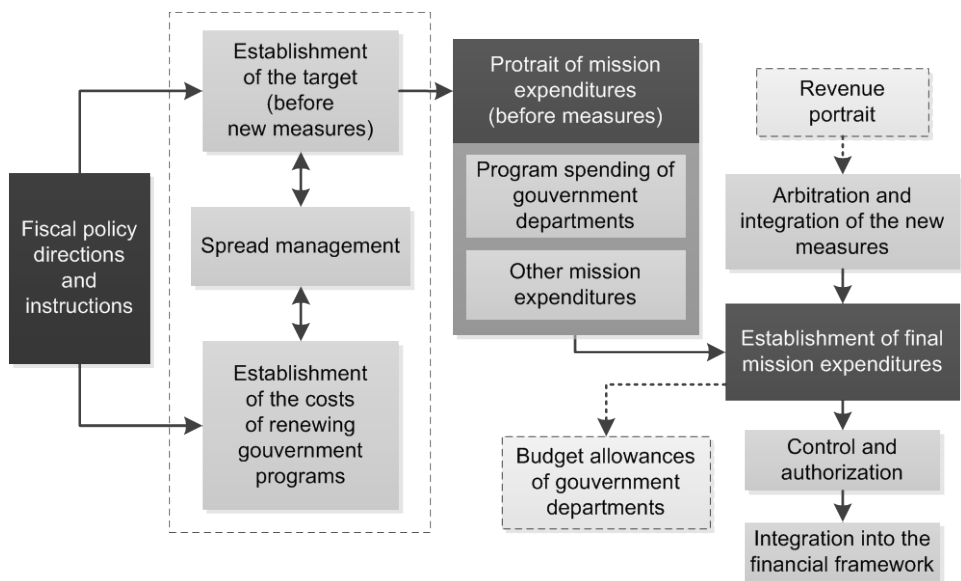 Fiscal policy
directions
and
instructions
Establishment
of the target
(before
new measures)
Spread management
Establishment
of the costs
of renewing
gouvernment
programs
Protrait of mission
expenditures
(before measures)
Program spending of
gouvernment
departments
Other mission
expenditures
Revenue
portrait
Arbitration and
integration of the new
measures
Establishment of final
mission expenditures
Budget allowances
of gouvernment
departments
Control and
authorization
Integration into the
financial framework